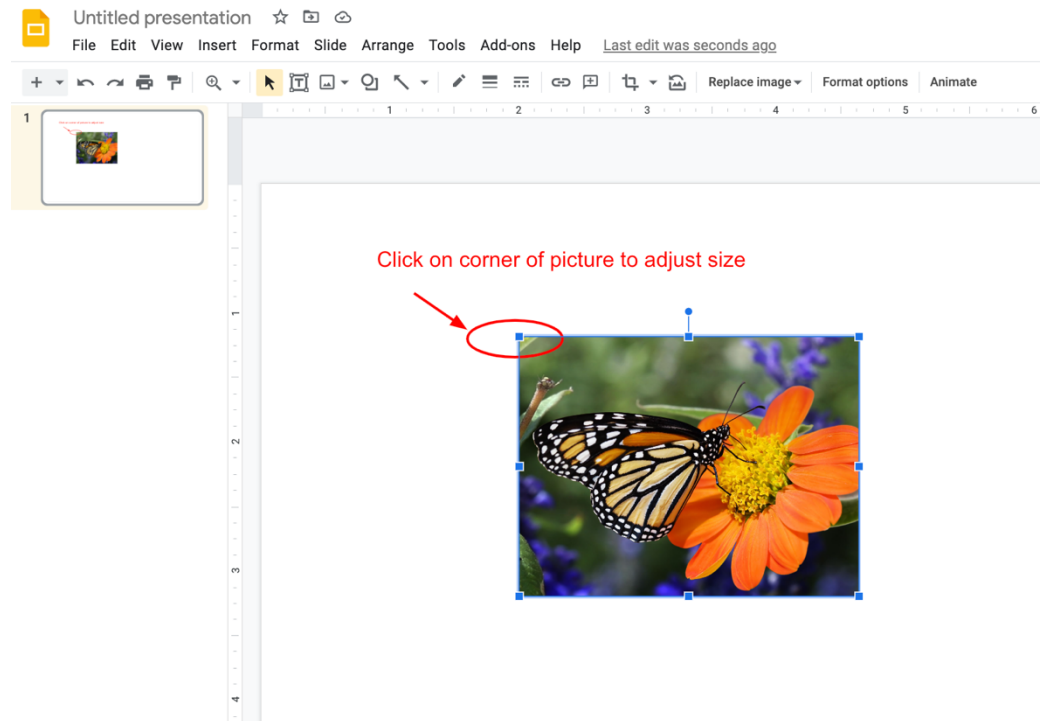 Untitled presentation
File Edit View Insert Format Slide Arrange Tools Add-ons Help Last edit was seconds ago
Replace image Format options Animate
1 2 3 4 5 6
1
Click on corner of picture to adjust size
1
2
3
4